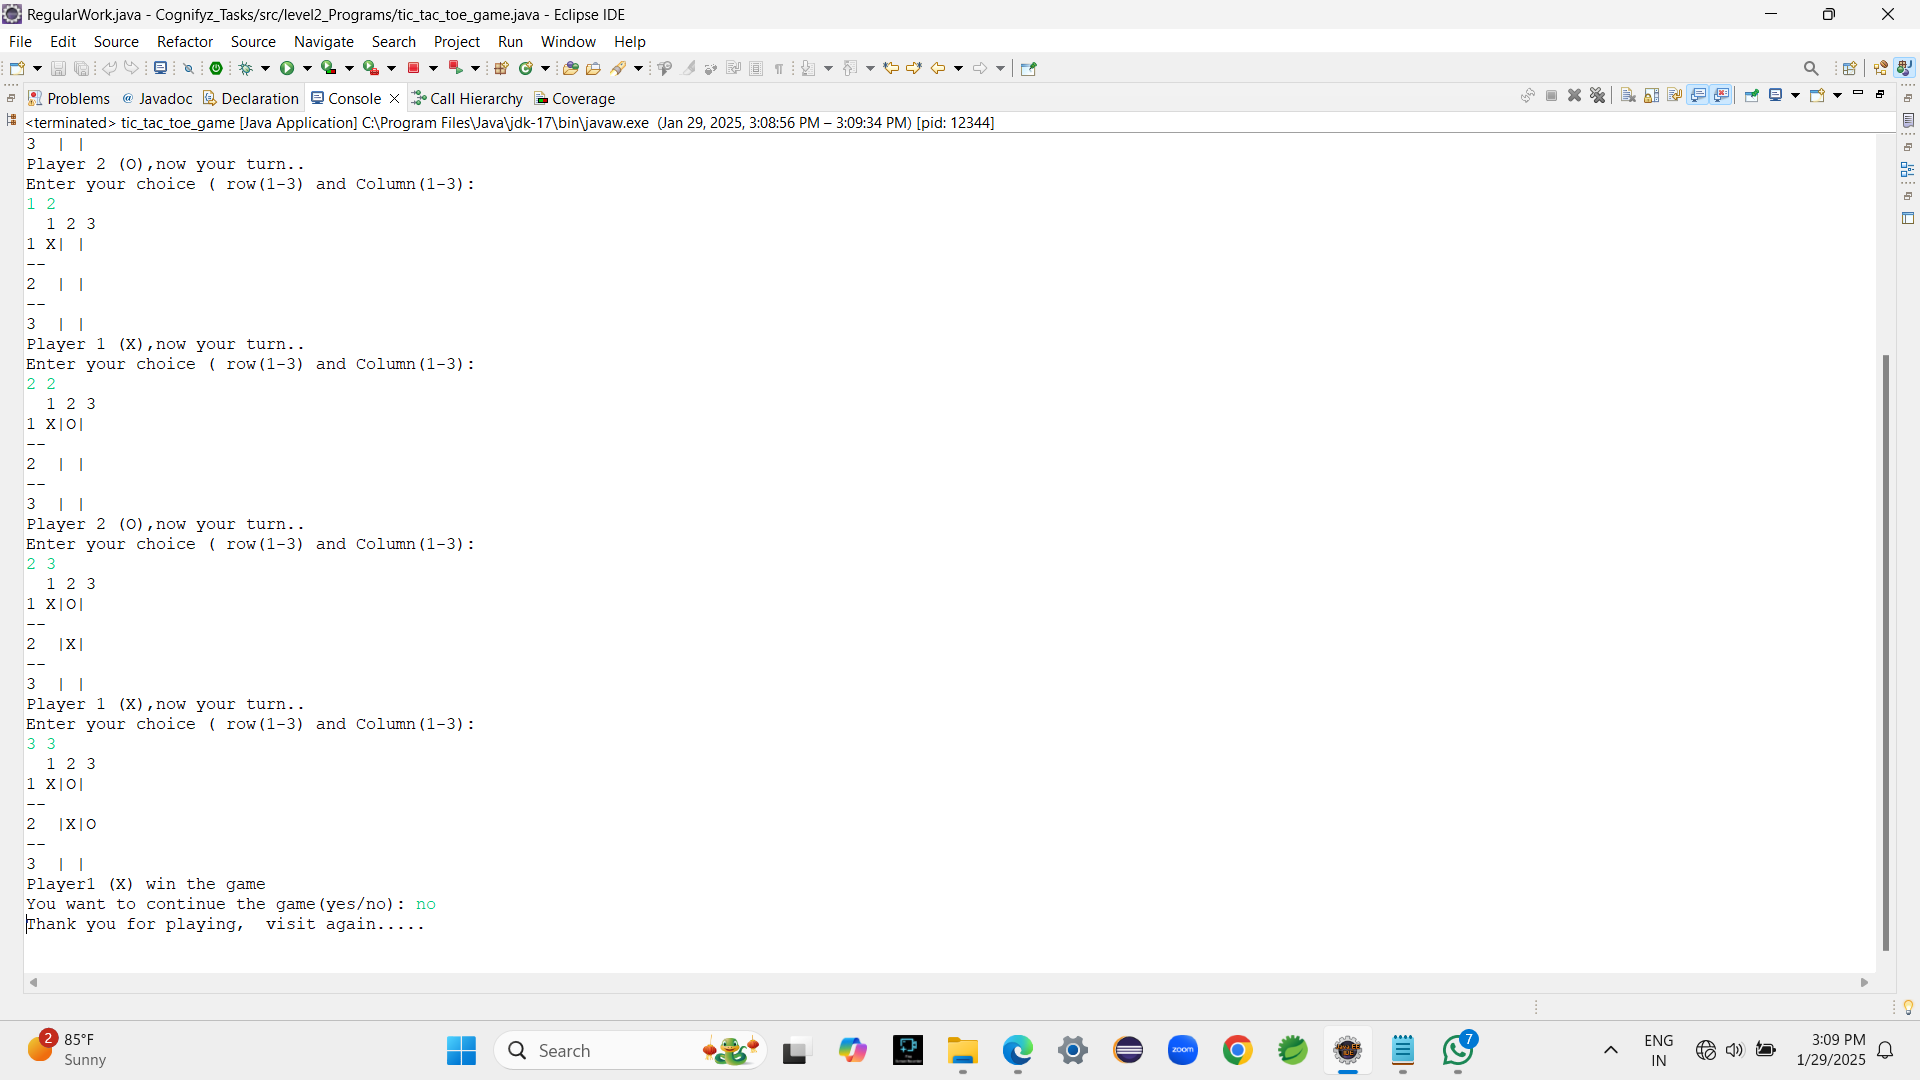 RegularWork.java - Cognifyz_Tasks/src/level2_Programs/tic_tac_toe_game.java - Eclipse IDE
File Edit Source Refactor Source Navigate Search Project Run Window Help
Problems @ Javadoc Declaration Console Call Hierarchy Coverage
<terminated> tic_tac_toe_game [Java Application] C:\Program Files\Java\jdk-17\bin\javaw.exe (Jan 29, 2025, 3:08:56 PM – 3:09:34 PM) [pid: 12344]
3  | |
Player 2 (O),now your turn..
Enter your choice ( row(1-3) and Column(1-3):
1 2
  1 2 3
1 X| |
--
2  | |
--
3  | |
Player 1 (X),now your turn..
Enter your choice ( row(1-3) and Column(1-3):
2 2
  1 2 3
1 X|O|
--
2  | |
--
3  | |
Player 2 (O),now your turn..
Enter your choice ( row(1-3) and Column(1-3):
2 3
  1 2 3
1 X|O|
--
2  |X|
--
3  | |
Player 1 (X),now your turn..
Enter your choice ( row(1-3) and Column(1-3):
3 3
  1 2 3
1 X|O|
--
2  |X|O
--
3  | |
Player1 (X) win the game
You want to continue the game(yes/no): no
Thank you for playing,  visit again.....
2 85°F
Sunny
Search
zoom
7
ENG
IN
3:09 PM
1/29/2025